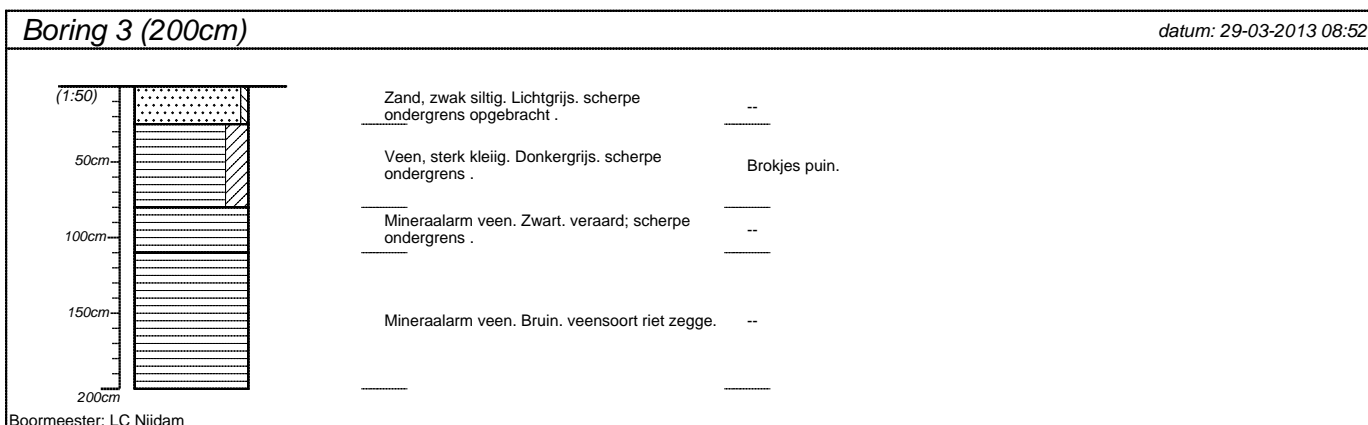 Boring 3 (200cm)
datum: 29-03-2013 08:52
(1:50)
Zand, zwak siltig. Lichtgrijs. scherpe
ondergrens opgebracht .
--
50cm
Veen, sterk kleiig. Donkergrijs. scherpe
ondergrens .
Brokjes puin.
100cm
Mineraalarm veen. Zwart. veraard; scherpe
ondergrens .
--
150cm
Mineraalarm veen. Bruin. veensoort riet zegge.
--
200cm
Boormeester: LC Nijdam